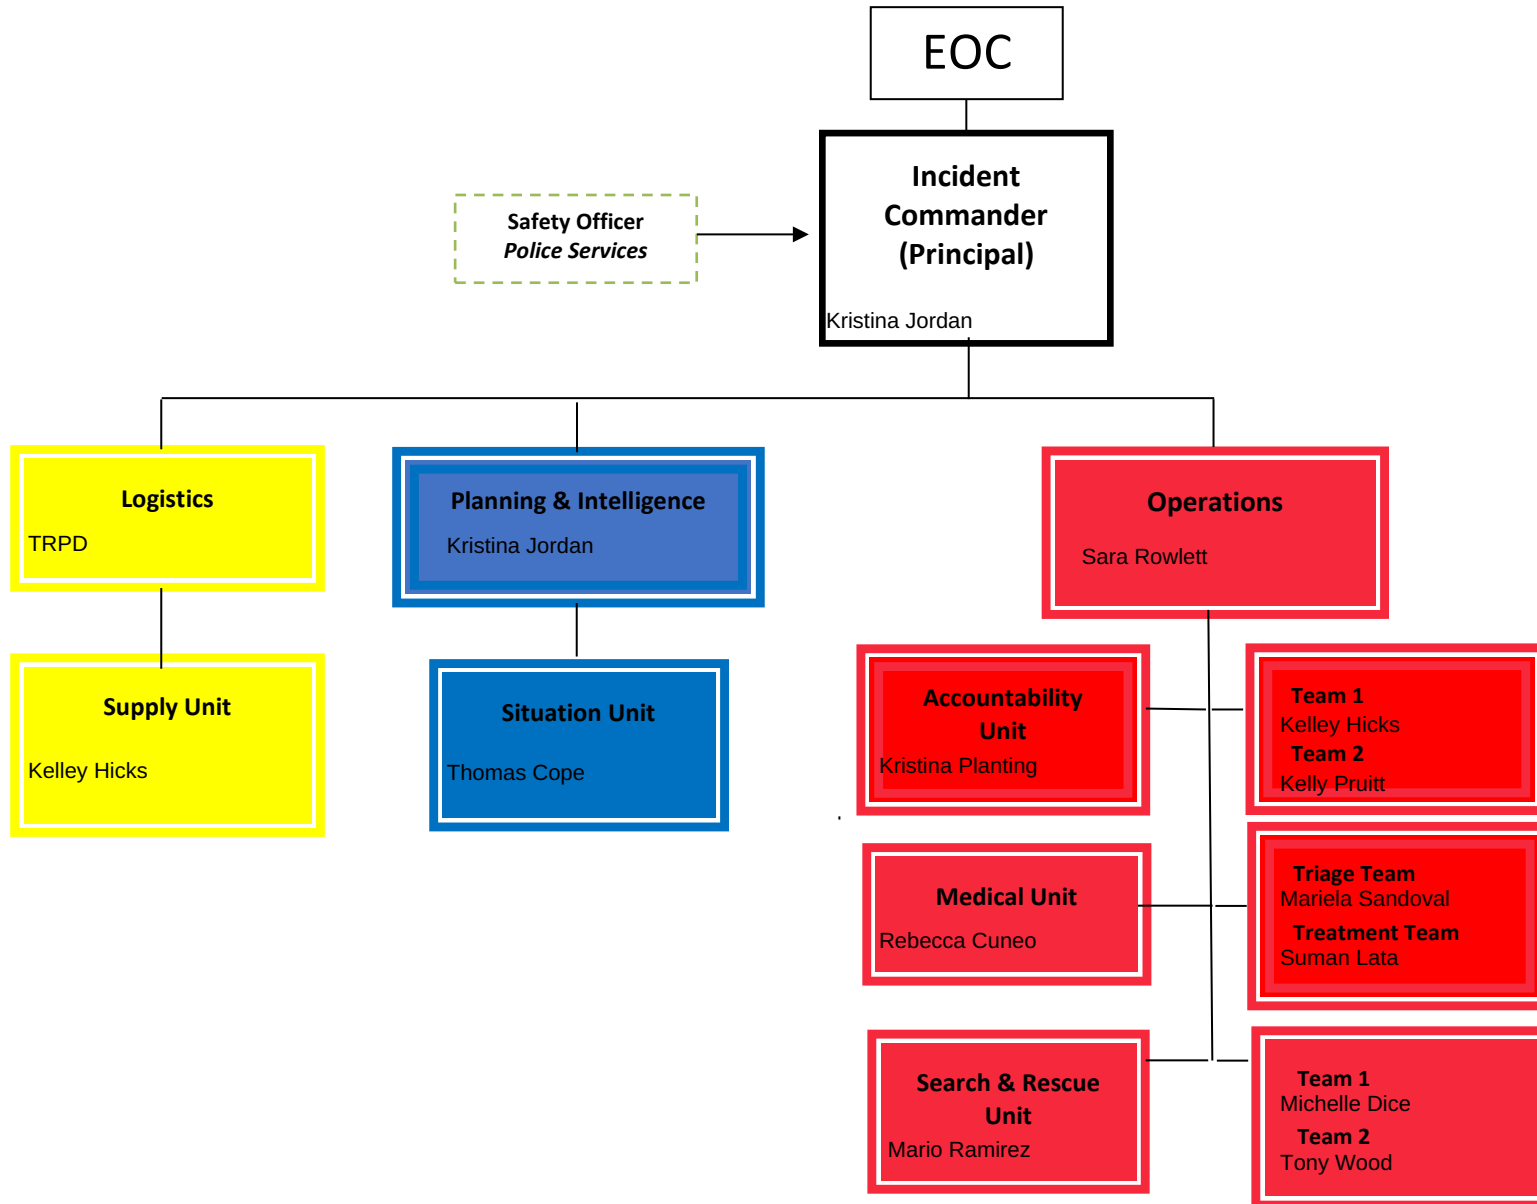 EOC
Incident
Commander
(Principal)
Kristina Jordan
Safety Officer
Police Services
Logistics
TRPD
Planning & Intelligence
Kristina Jordan
Operations
Sara Rowlett
Supply Unit
Kelley Hicks
Situation Unit
Thomas Cope
Accountability
Unit
Kristina Planting
Team 1
Kelley Hicks
Team 2
Kelly Pruitt
Medical Unit
Rebecca Cuneo
Triage Team
Mariela Sandoval
Treatment Team
Suman Lata
Search & Rescue
Unit
Mario Ramirez
Team 1
Michelle Dice
Team 2
Tony Wood